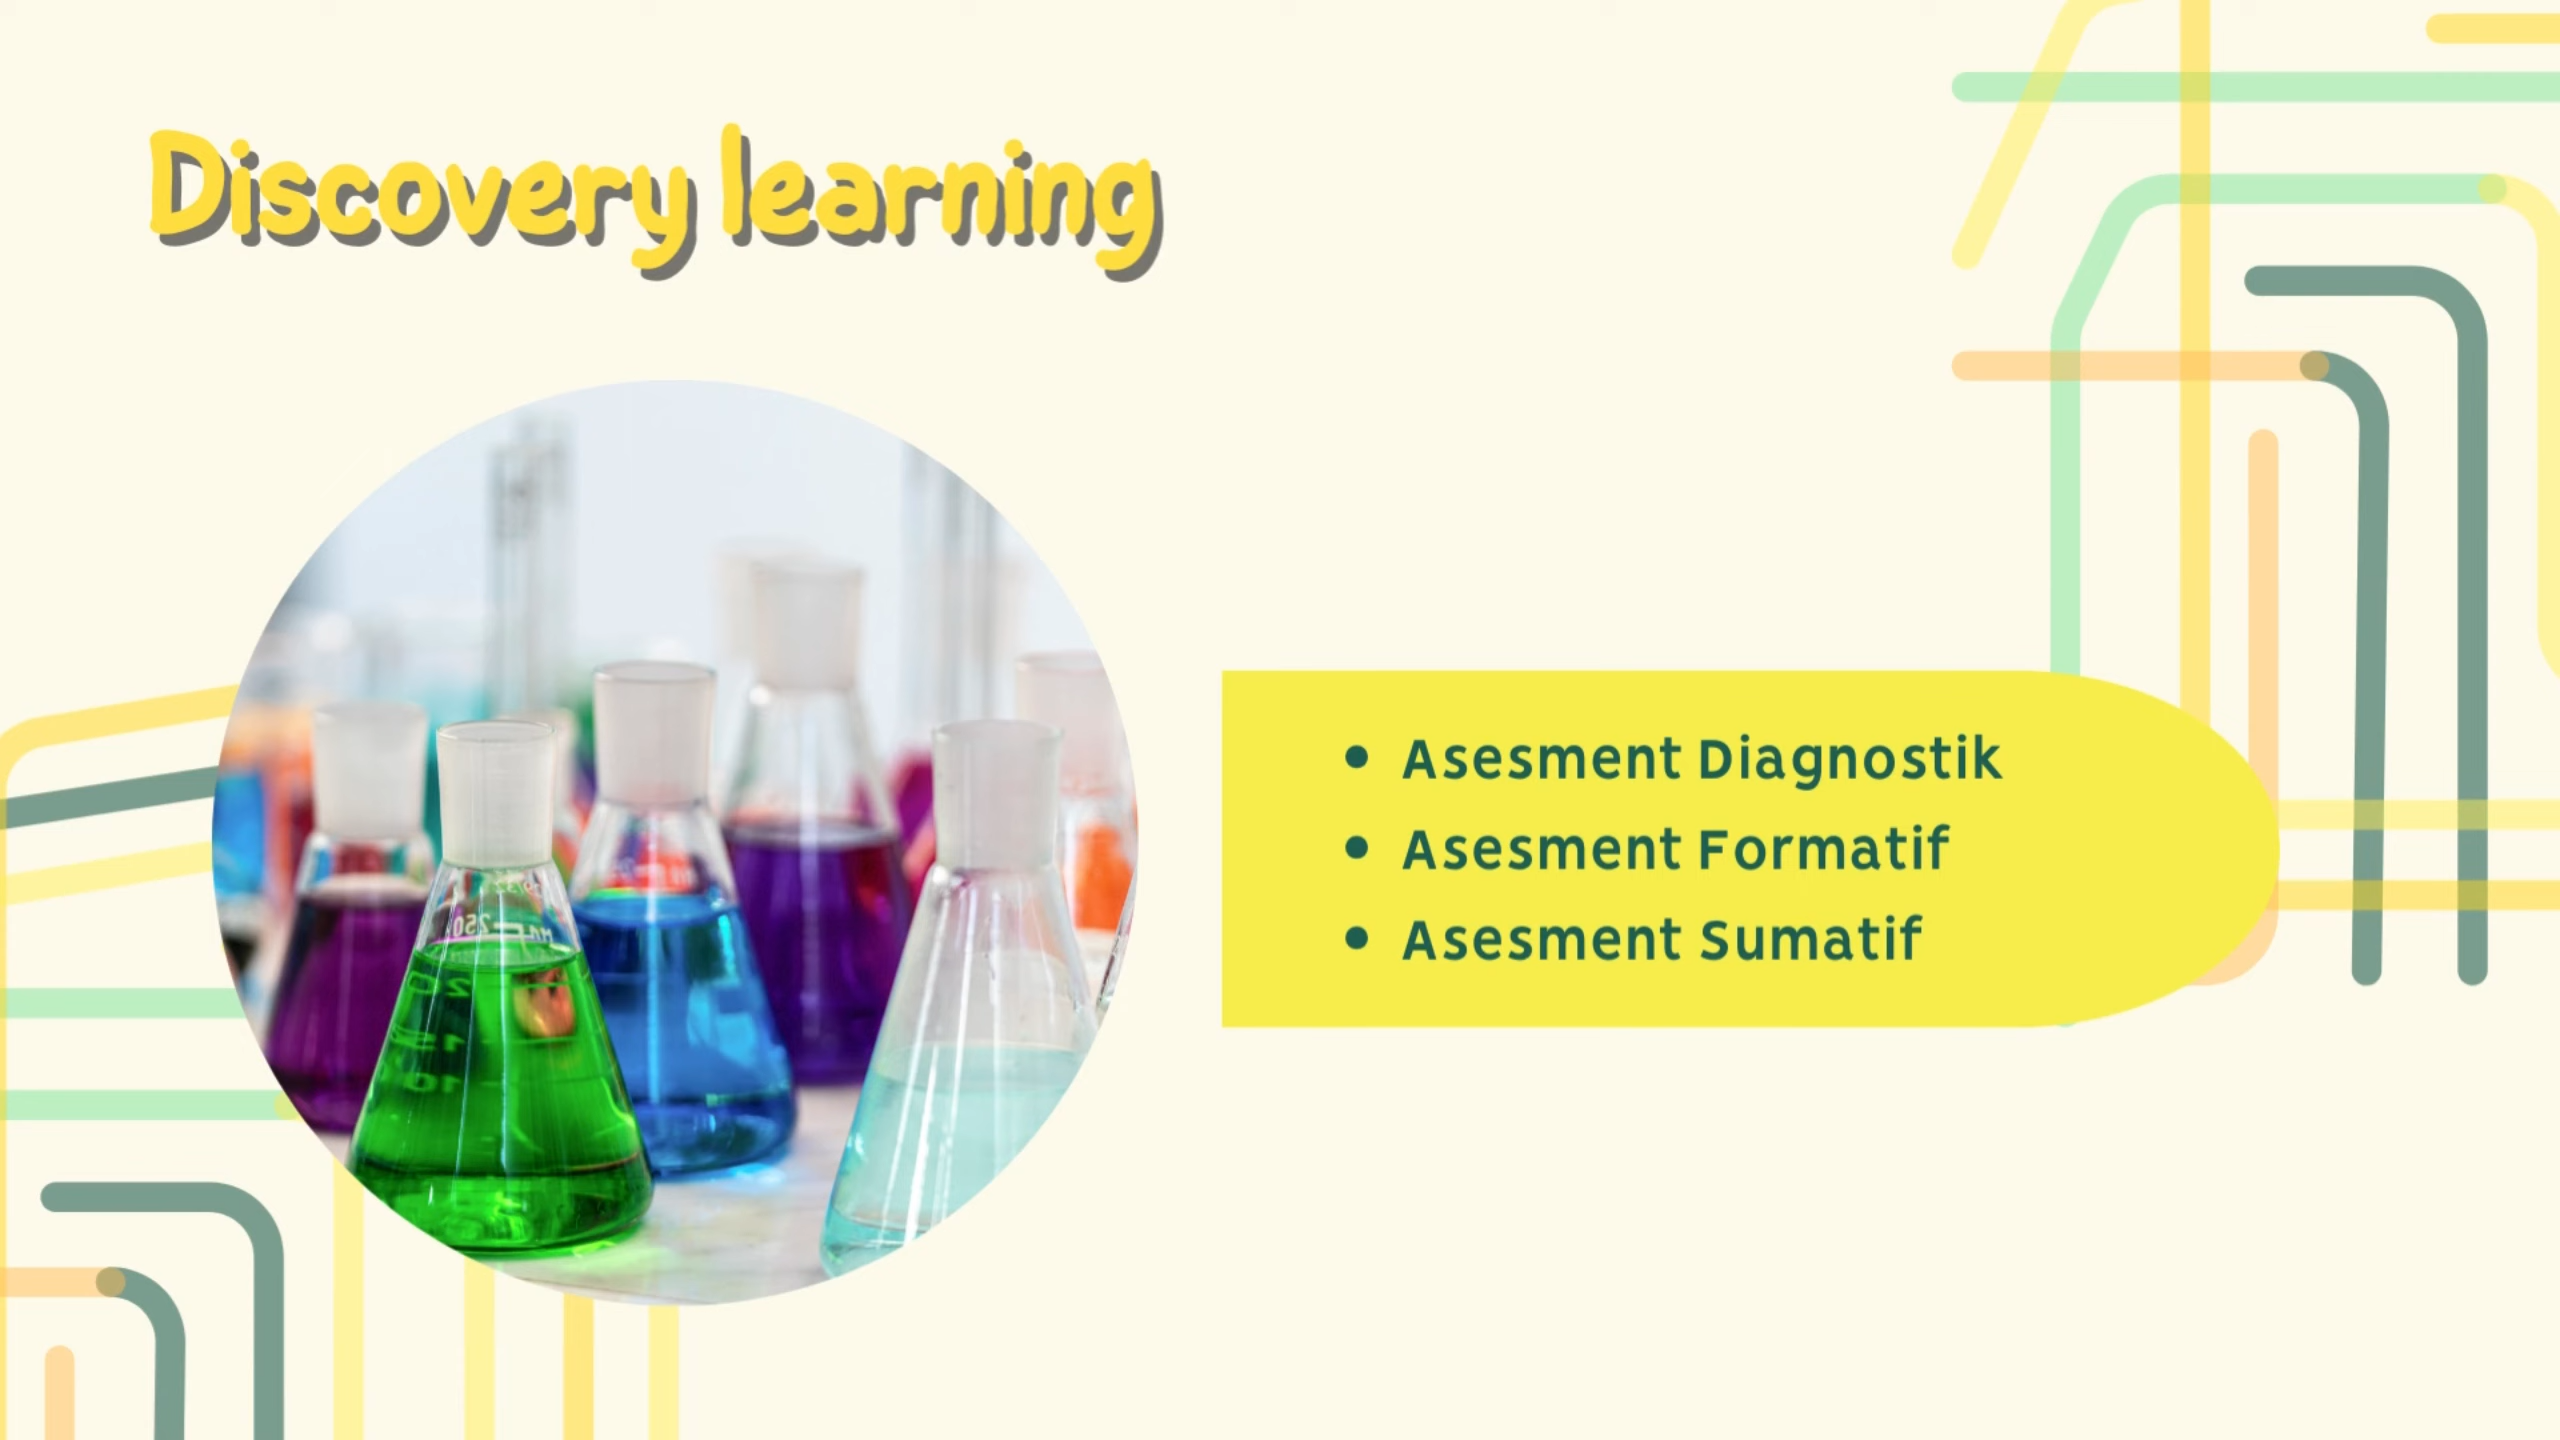 Discovery learning
• Asesment Diagnostik
• Asesment Formatif
• Asesment Sumatif